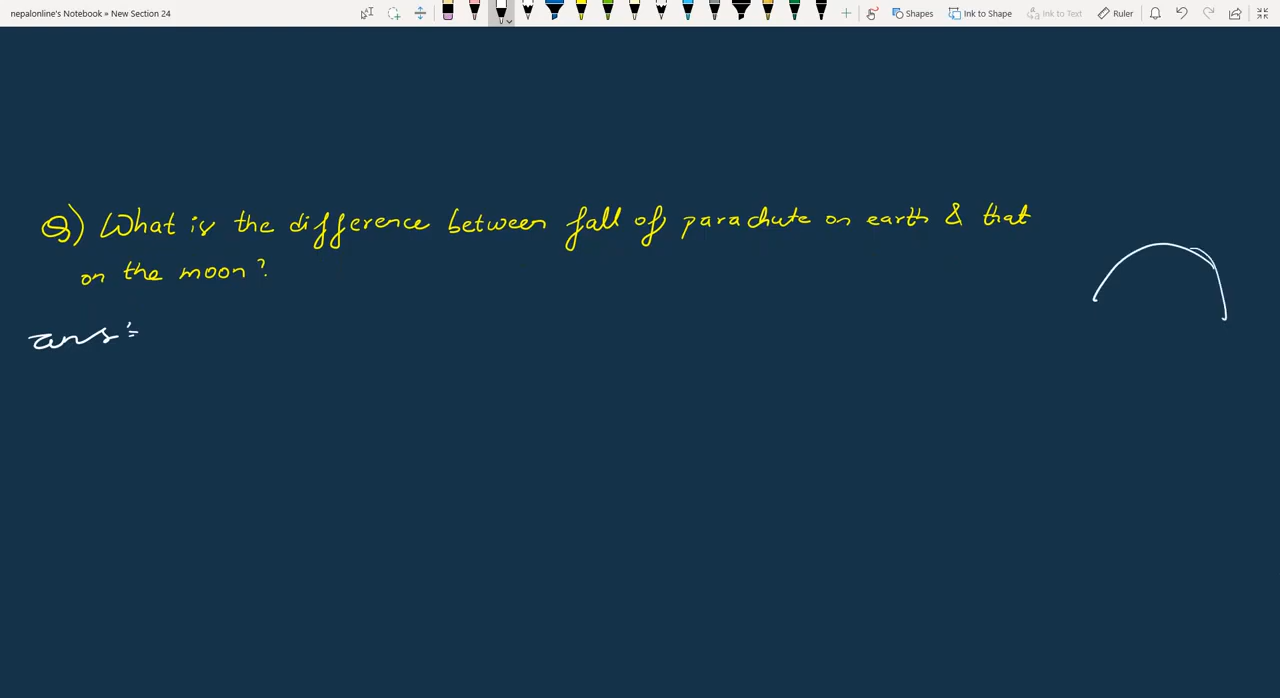 nepalonline's Notebook » New Section 24
Shapes Ink to Shape Ink to Text Ruler
Q) What is the difference between fall of parachute on earth & that
on the moon?
ans:-